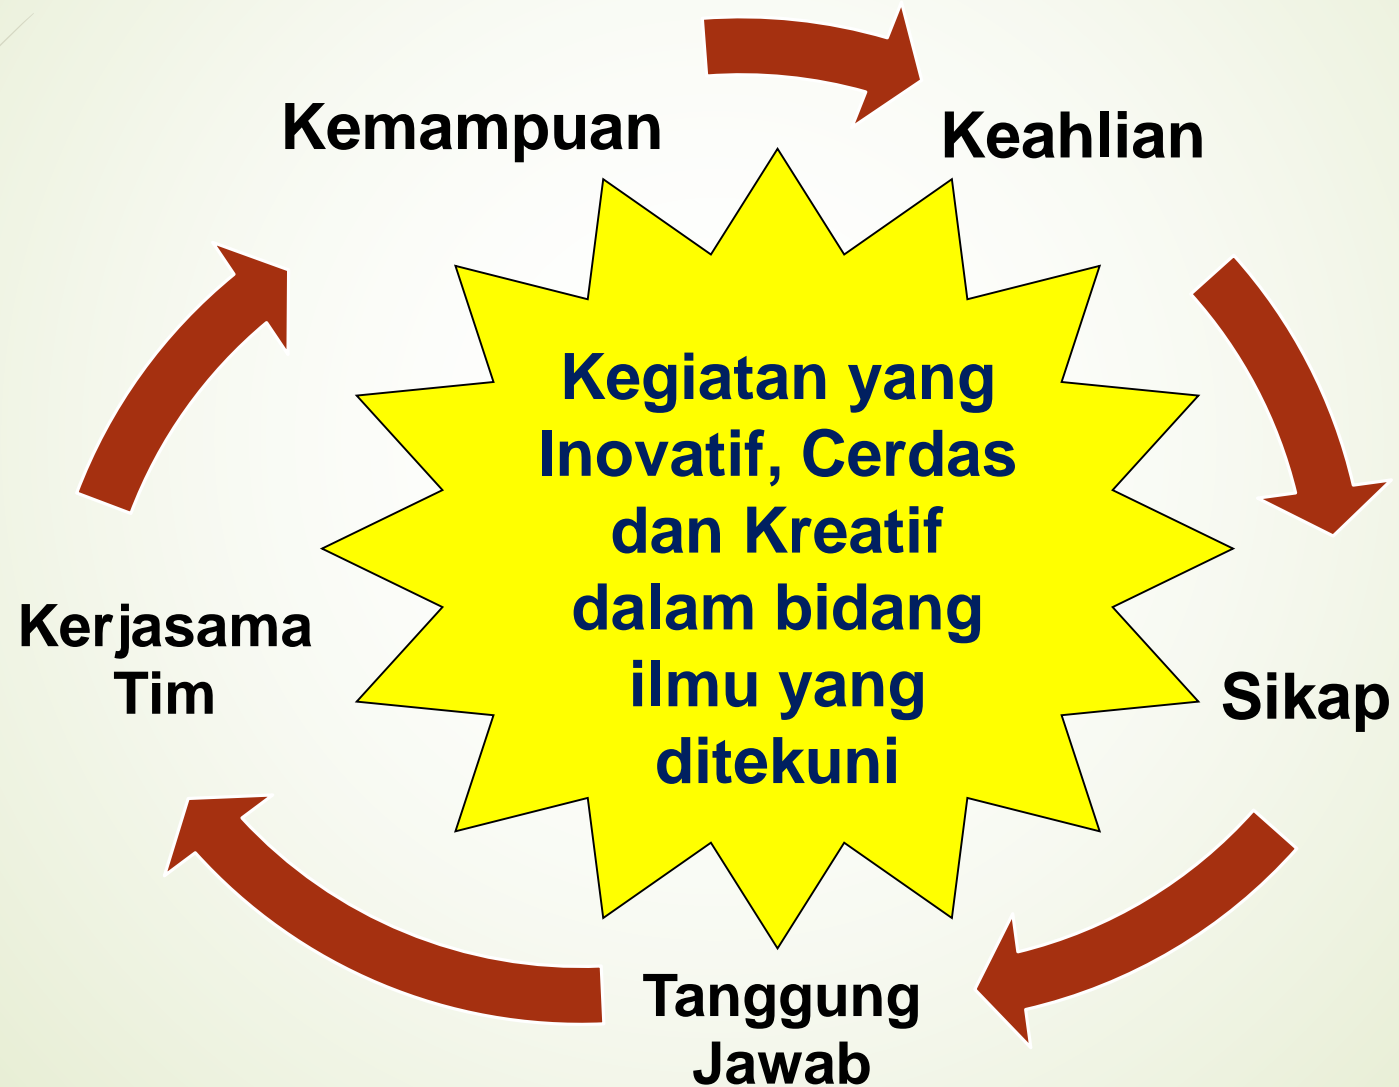 Kemampuan
Keahlian
Kegiatan yang
Inovatif, Cerdas
dan Kreatif
dalam bidang
ilmu yang
ditekuni
Sikap
Tanggung
Jawab
Kerjasama
Tim